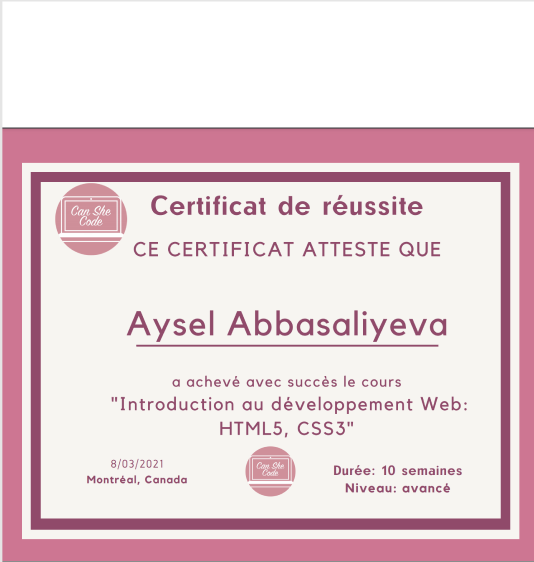 Can She
Code
Certificat de réussite
CE CERTIFICAT ATTESTE QUE
Aysel Abbasaliyeva
a achevé avec succès le cours
"Introduction au développement Web:
HTML5, CSS3"
8/03/2021
Montréal, Canada
Can She
Code
Durée: 10 semaines
Niveau: avancé